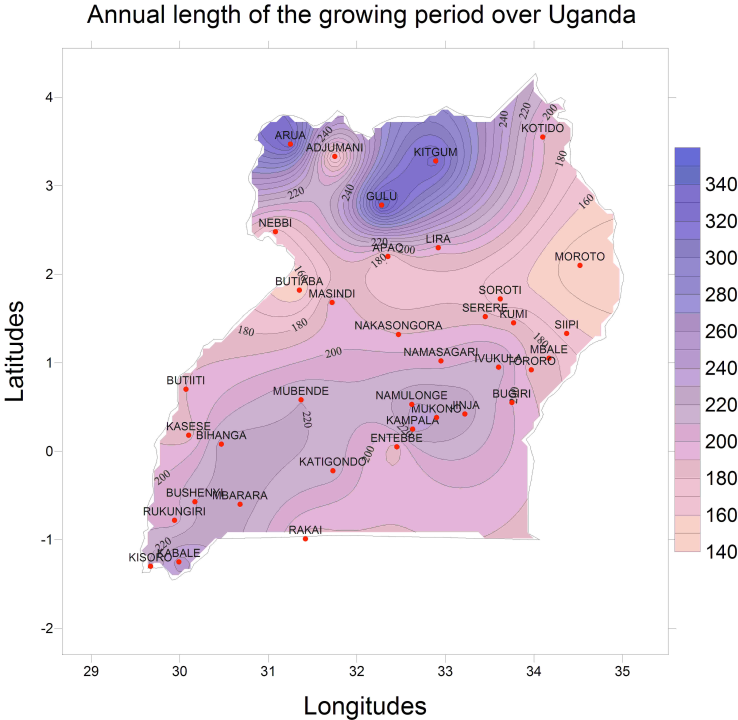 Annual length of the growing period over Uganda
4
3
2
1
0
-1
-2
29
30
31
32
33
34
35
Latitudes
Longitudes
340
320
300
280
260
240
220
200
180
160
140
ARUA
ADJUMANI
KITGUM
KOTIDO
GULU
NEBBI
LIRA
APAC
MOROTO
BUTIABA
MASINDI
SOROTI
SERERE
KUMI
SIIPI
NAKASONGORA
NAMASAGARI
IVUKULA
MBALE
TORORO
BUTIITI
MUBENDE
NAMULONGE
MUKONO
JINJA
BUGIRI
KAMPALA
KASESE
BIHANGA
ENTEBBE
KATIGONDO
BUSHENYI
MBARARA
RUKUNGIRI
RAKAI
KISORO
KABALE
240
240
220
200
180
160
220
240
220
200
180
160
180
180
180
200
220
220
200
200
220